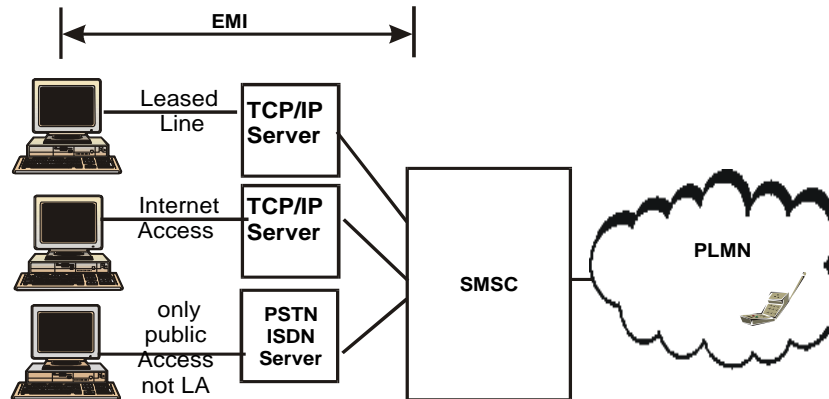 EMI
Leased
Line
TCP/IP
Server
Internet
Access
TCP/IP
Server
only
public
Access
not LA
PSTN
ISDN
Server
SMSC
PLMN